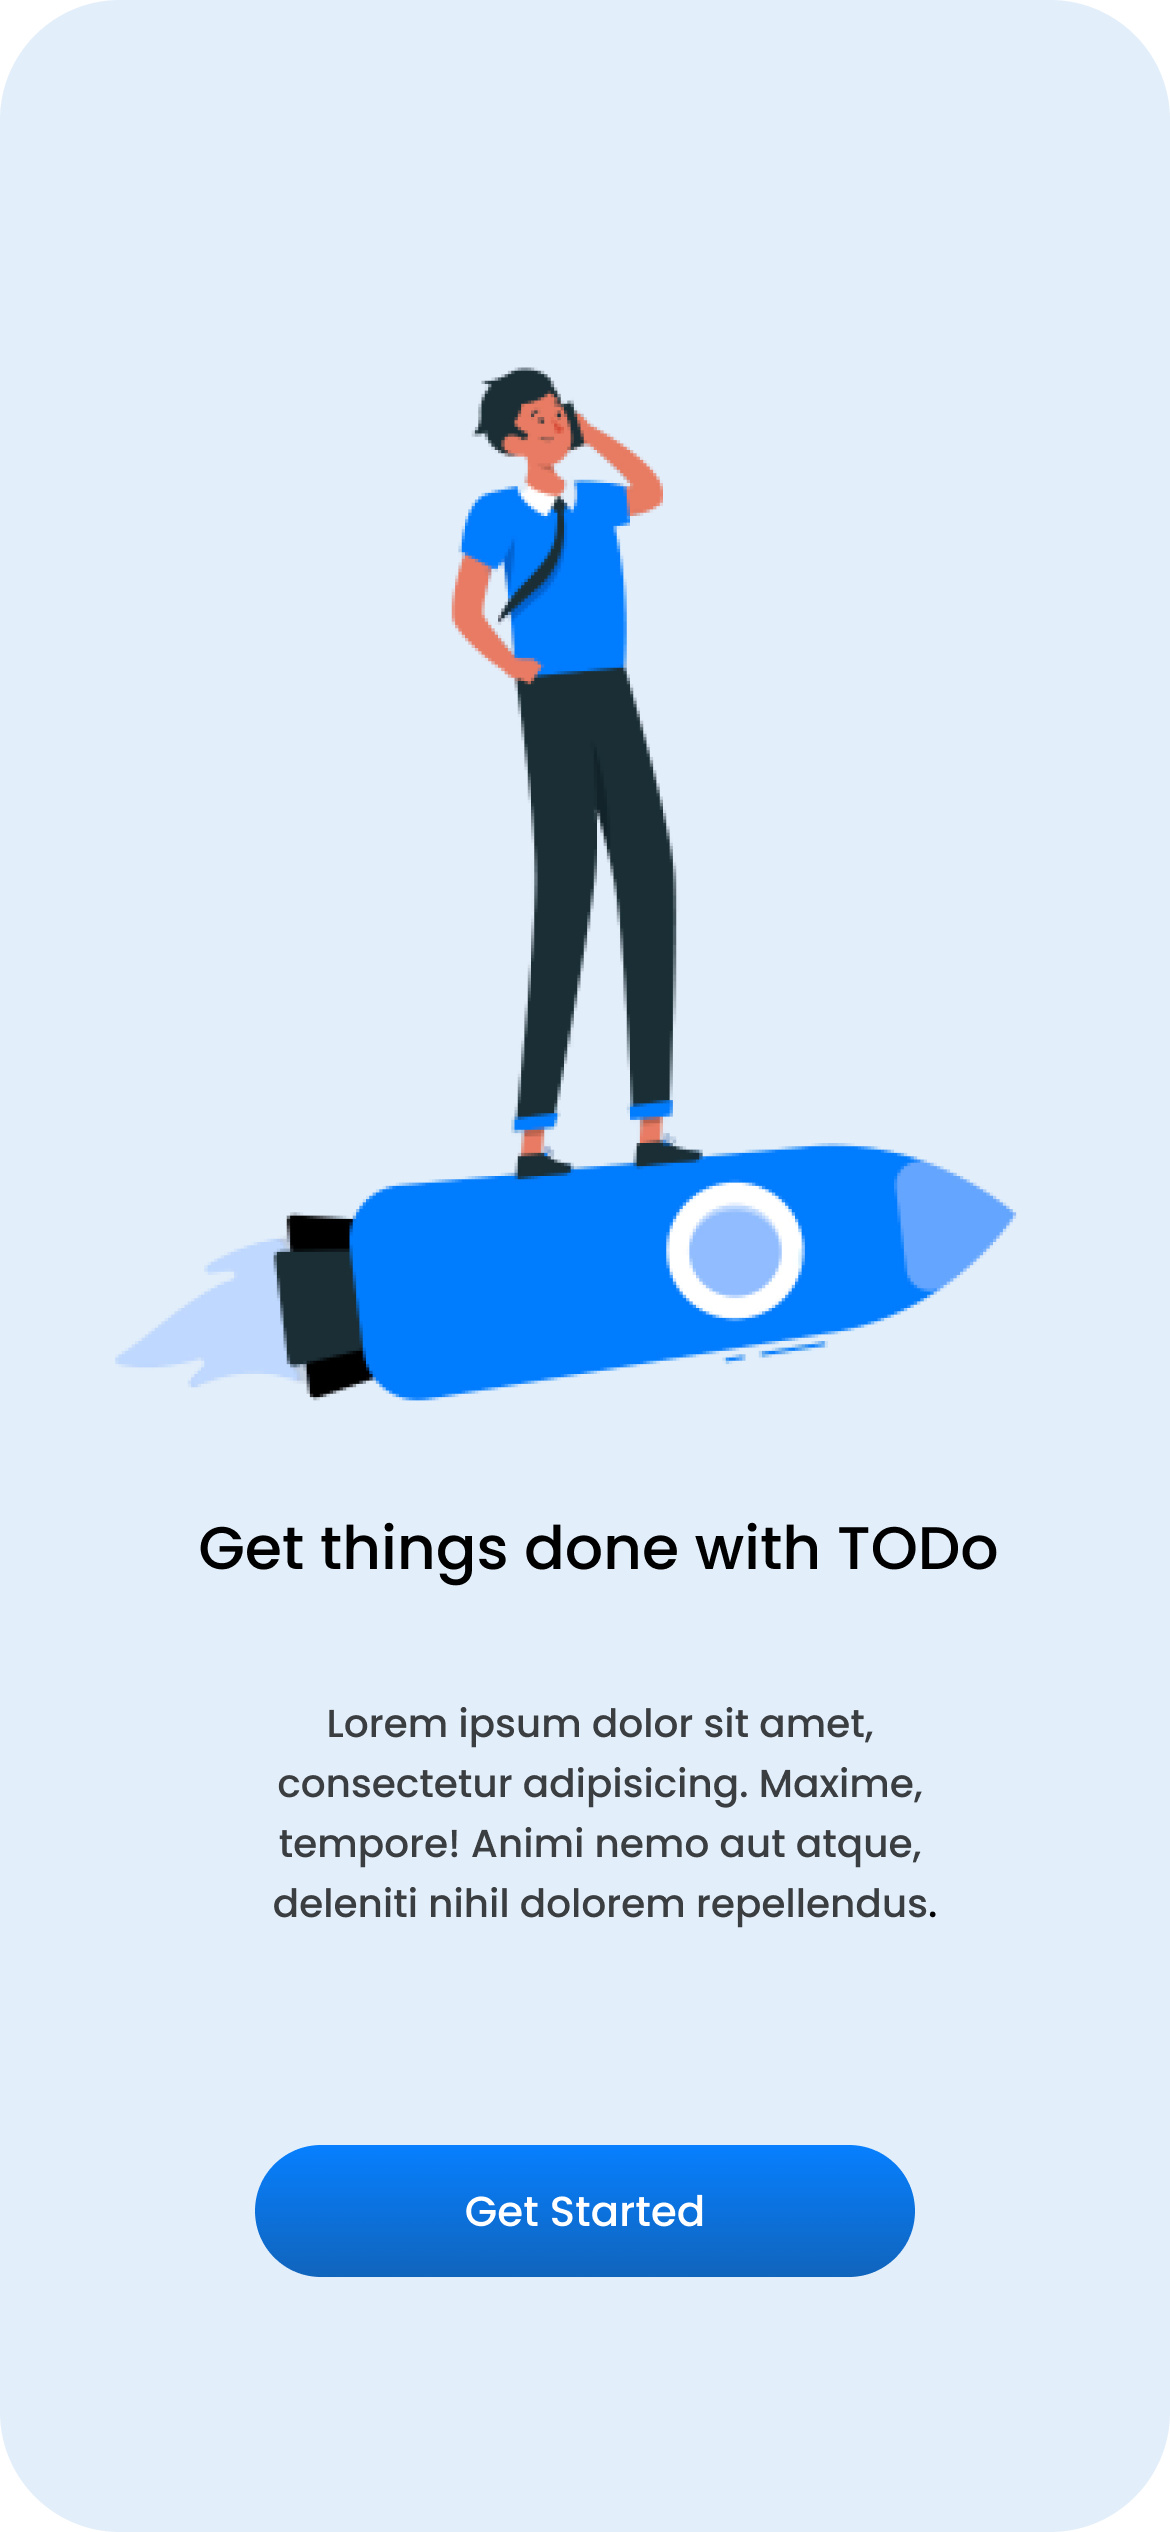 Get things done with TODo
Lorem ipsum dolor sit amet,
consectetur adipisicing. Maxime,
tempore! Animi nemo aut atque,
deleniti nihil dolorem repellendus.
Get Started